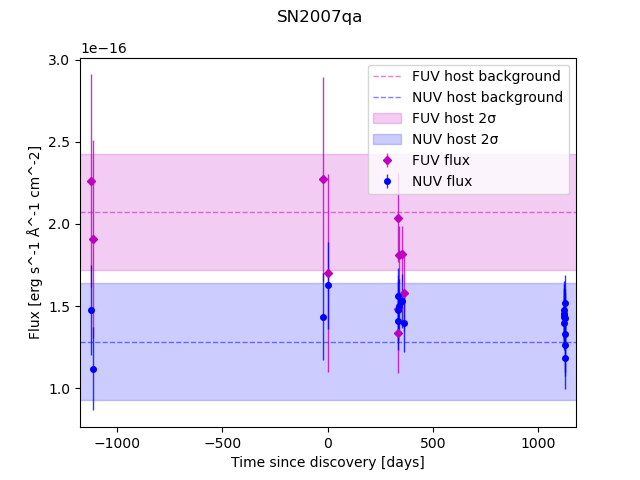 SN2007qa
1e−16
3.0
2.5
2.0
1.5
1.0
Flux [erg s^-1 Å^-1 cm^-2]
FUV host background
NUV host background
FUV host 2σ
NUV host 2σ
FUV flux
NUV flux
−1000 −500 0 500 1000
Time since discovery [days]